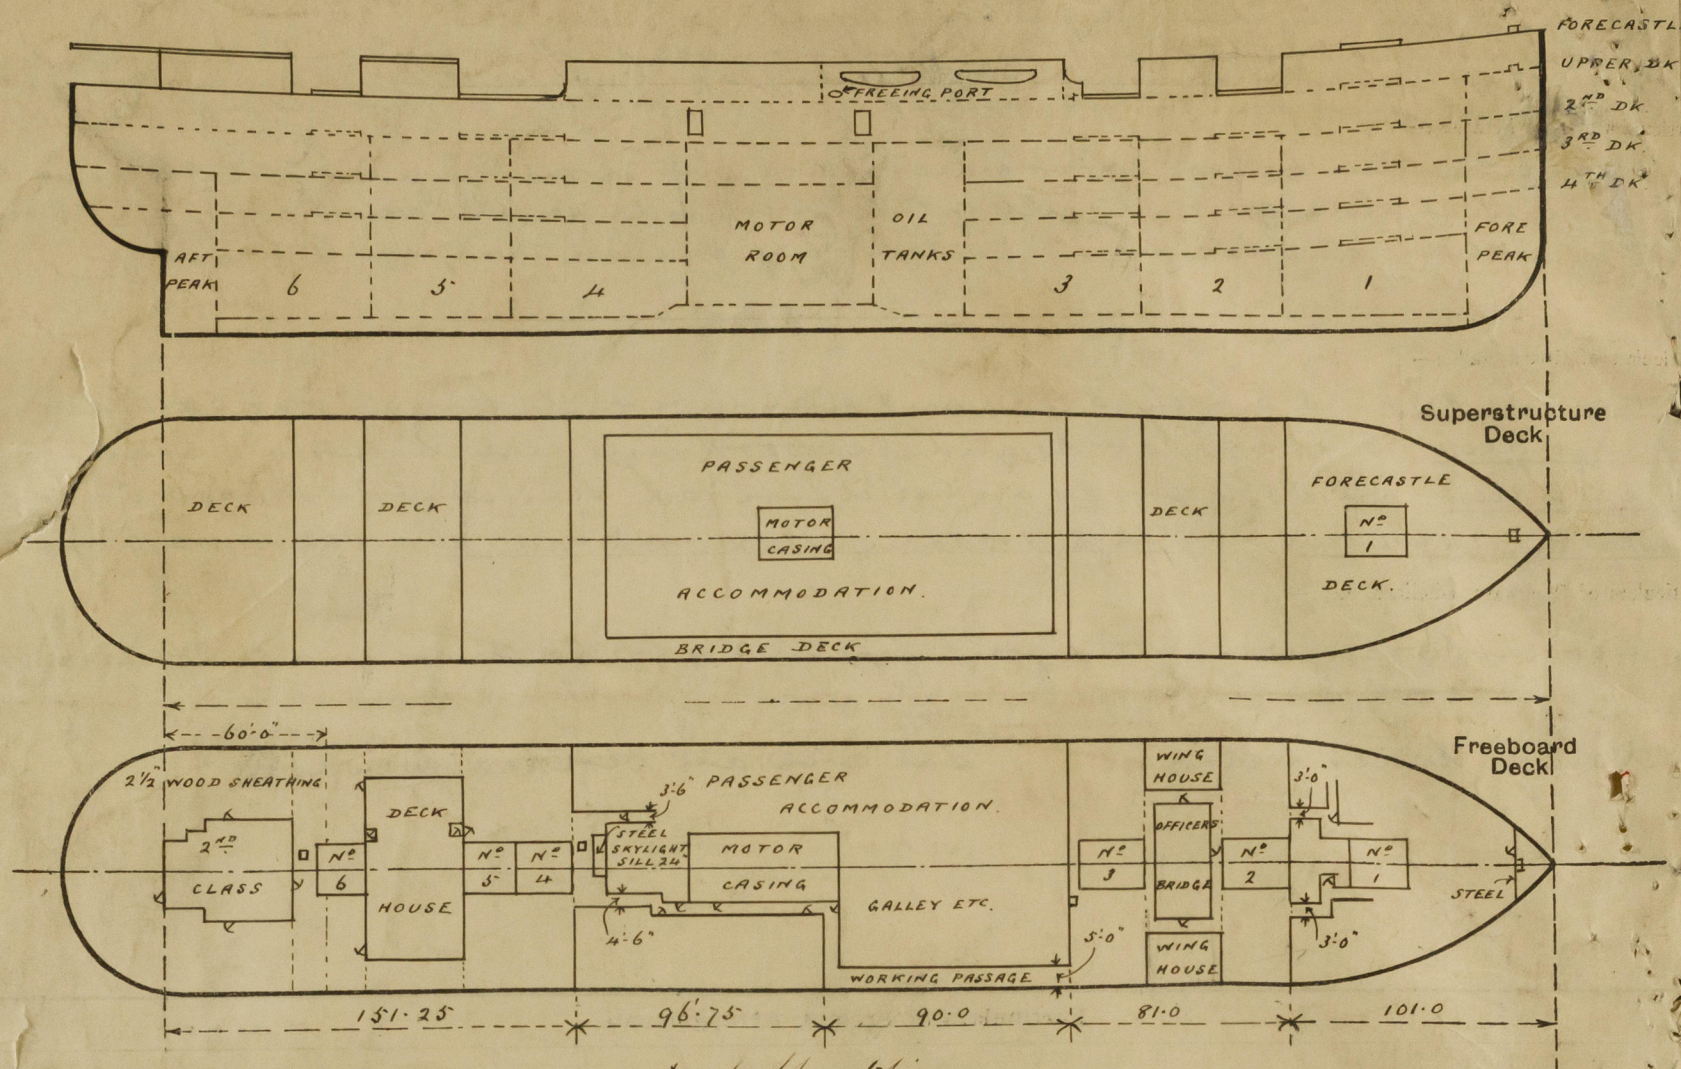 FORECASTL
UPPER DK
2ND DK
3RD DK
4TH DK
FREEING PORT
MOTOR
ROOM
OIL
TANKS
AFT
PEAK
6
5
4
3
2
1
FORE
PEAK
Superstructure
Deck
DECK
DECK
PASSENGER
MOTOR
CASING
ACCOMMODATION.
BRIDGE DECK
DECK
FORECASTLE
No
1
DECK.
60'·0"
Freeboard
Deck
2½" WOOD SHEATHING
2ND
CLASS
No
6
DECK
HOUSE
No
5
No
4
3'·6"
STEEL
SKYLIGHT
SILL 24"
4'-6"
PASSENGER
ACCOMMODATION.
MOTOR
CASING
GALLEY ETC.
WORKING PASSAGE
5'·0"
No
3
WING
HOUSE
OFFICERS
BRIDGE
WING
HOUSE
No
2
3'·0"
3'·0"
No
1
STEEL
151·25
96·75
90·0
81·0
101·0